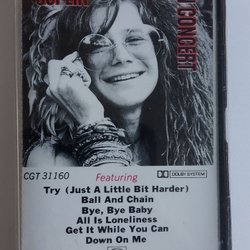 CONCERT
CGT 31160
Featuring
DOLBY SYSTEM
Try (Just A Little Bit Harder)
Ball And Chain
Bye, Bye Baby
All Is Loneliness
Get It While You Can
Down On Me